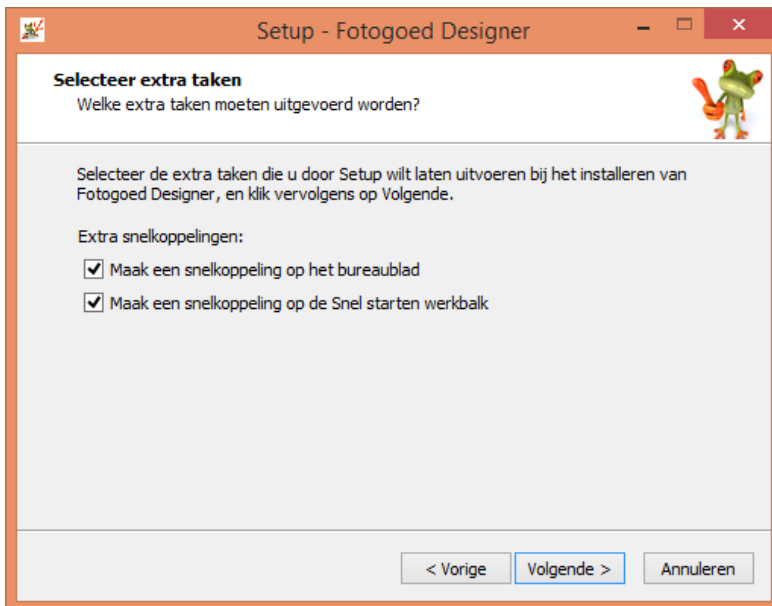 Setup - Fotogoed Designer
Selecteer extra taken
Welke extra taken moeten uitgevoerd worden?
Selecteer de extra taken die u door Setup wilt laten uitvoeren bij het installeren van
Fotogoed Designer, en klik vervolgens op Volgende.
Extra snelkoppelingen:
Maak een snelkoppeling op het bureaublad
Maak een snelkoppeling op de Snel starten werkbalk
< Vorige
Volgende >
Annuleren